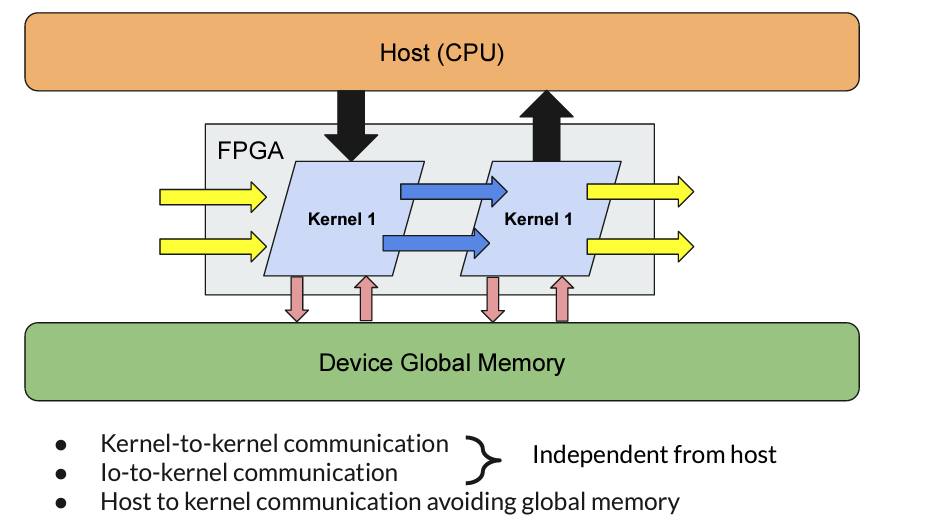 Host (CPU)
FPGA
Kernel 1
Kernel 1
Device Global Memory
● Kernel-to-kernel communication
● Io-to-kernel communication
Independent from host
● Host to kernel communication avoiding global memory